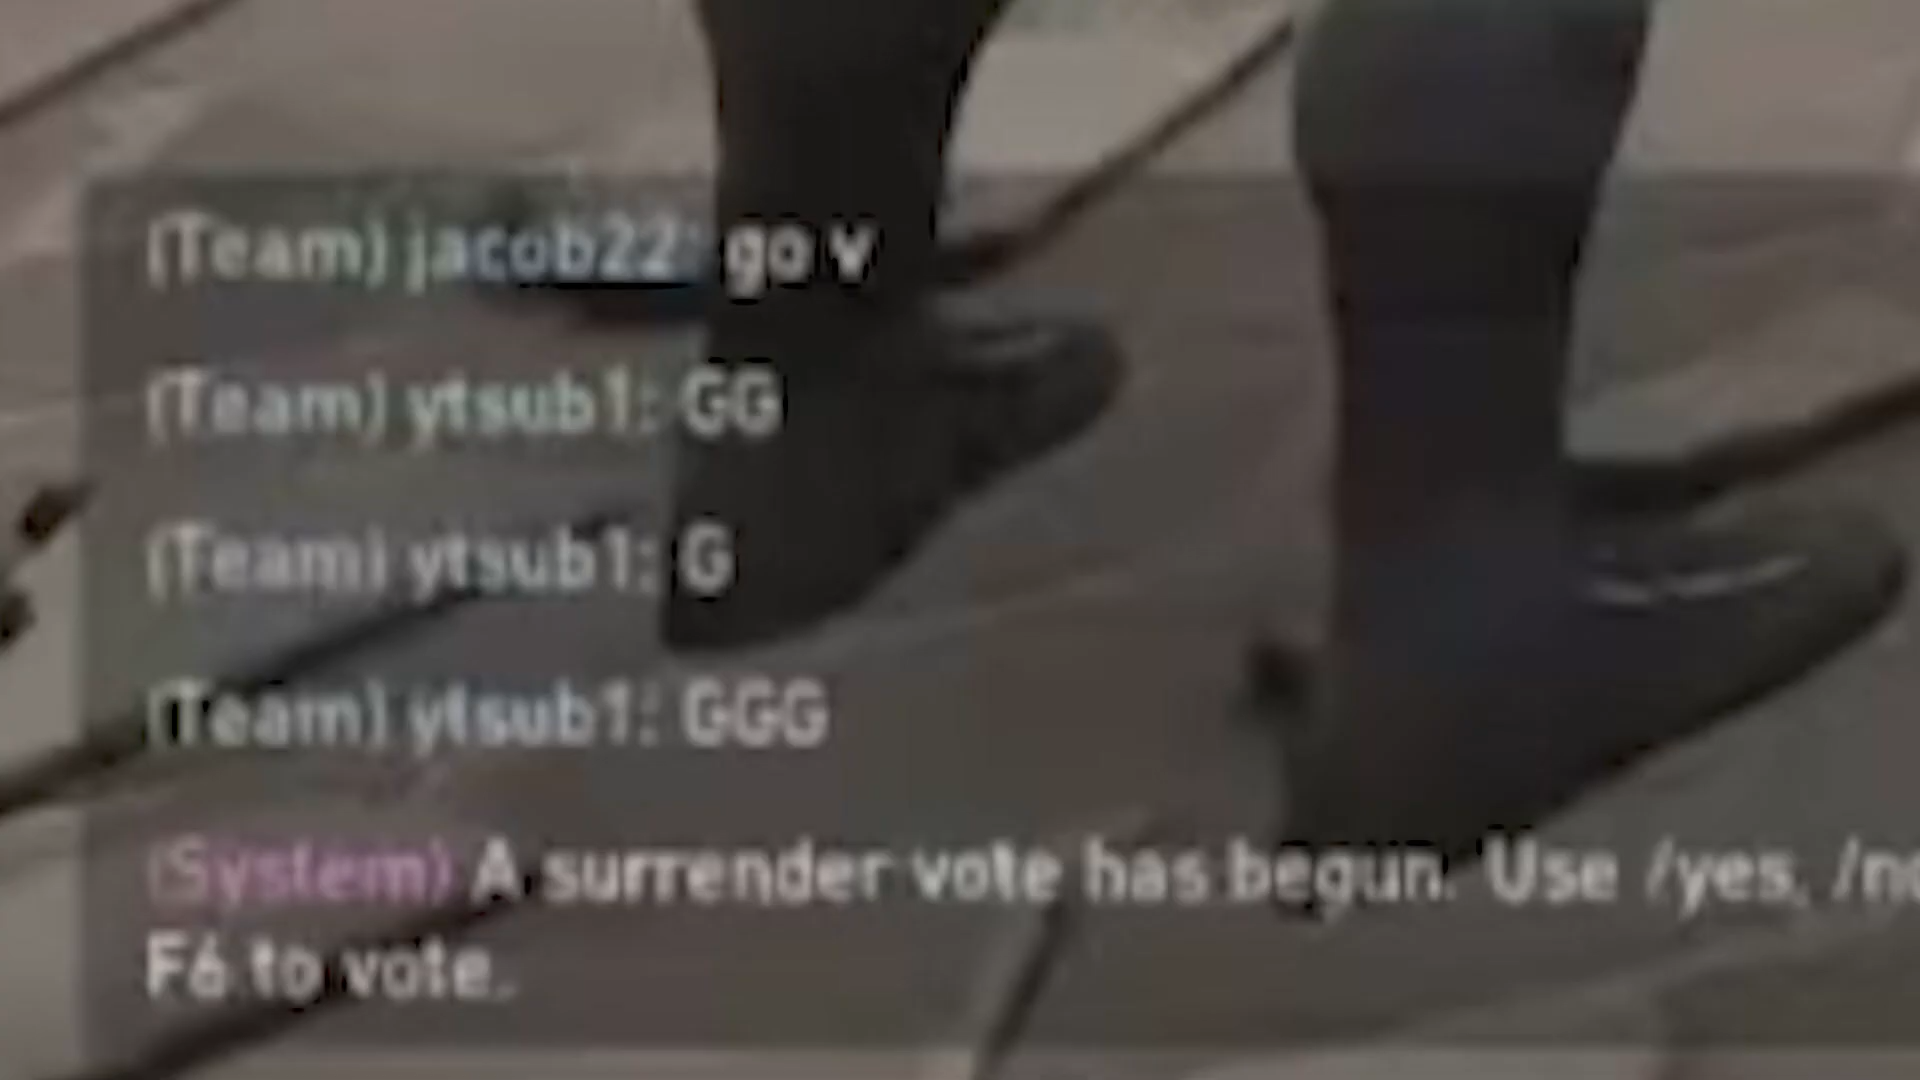 (Team) jacob22: go v
(Team) ytsub1: GG
(Team) ytsub1: G
(Team) ytsub1: GGG
(System) A surrender vote has begun. Use /yes, /no
F6 to vote.